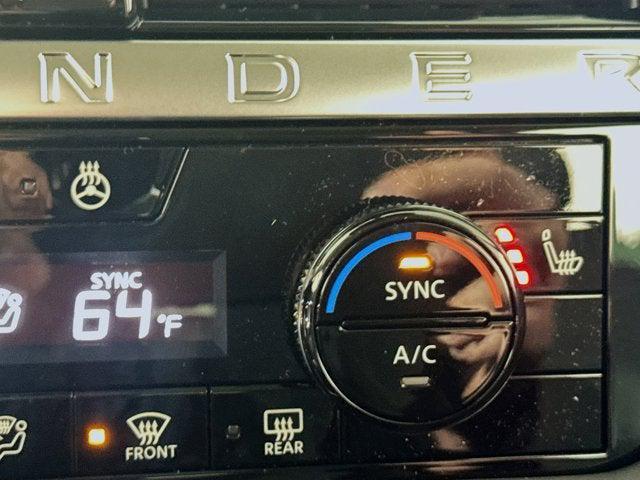 N D E R
SYNC
64 °F
SYNC
A/C
FRONT
REAR